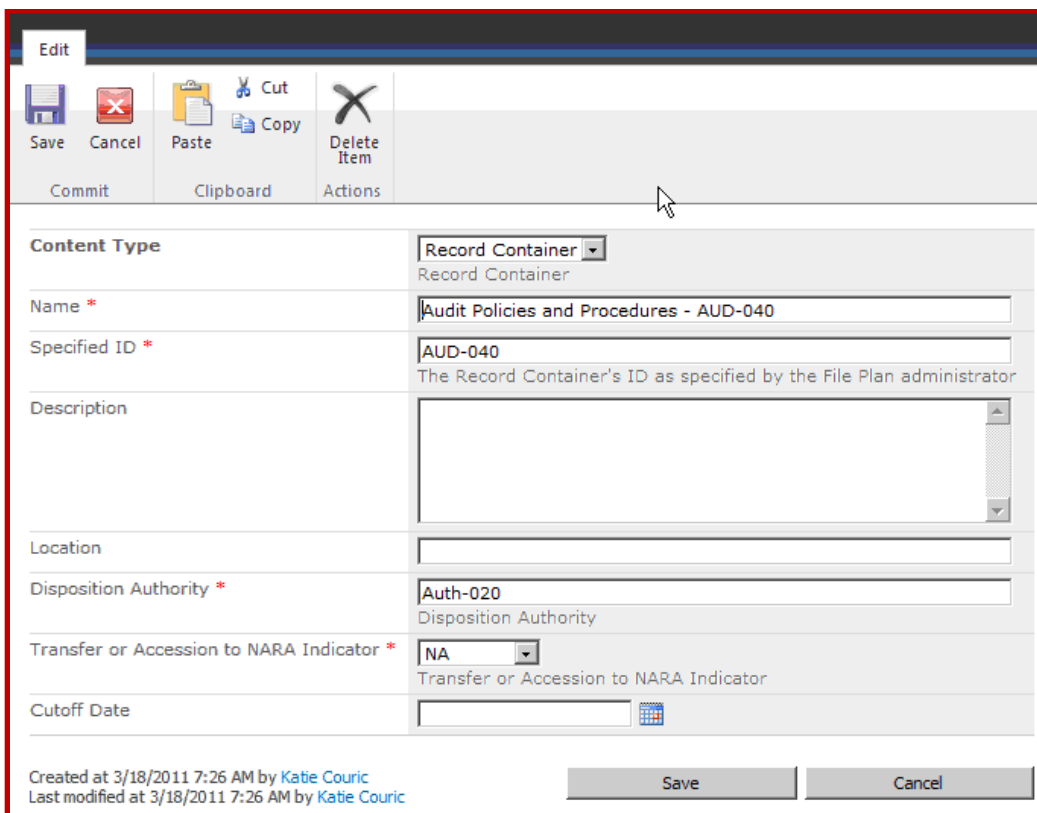 Edit
Cut
Copy
Save Cancel Paste Delete
Item
Commit Clipboard Actions
Content Type Record Container
Record Container
Name * Audit Policies and Procedures - AUD-040
Specified ID * AUD-040
The Record Container's ID as specified by the File Plan administrator
Description
Location
Disposition Authority * Auth-020
Disposition Authority
Transfer or Accession to NARA Indicator * NA
Transfer or Accession to NARA Indicator
Cutoff Date
Created at 3/18/2011 7:26 AM by Katie Couric
Last modified at 3/18/2011 7:26 AM by Katie Couric
Save Cancel